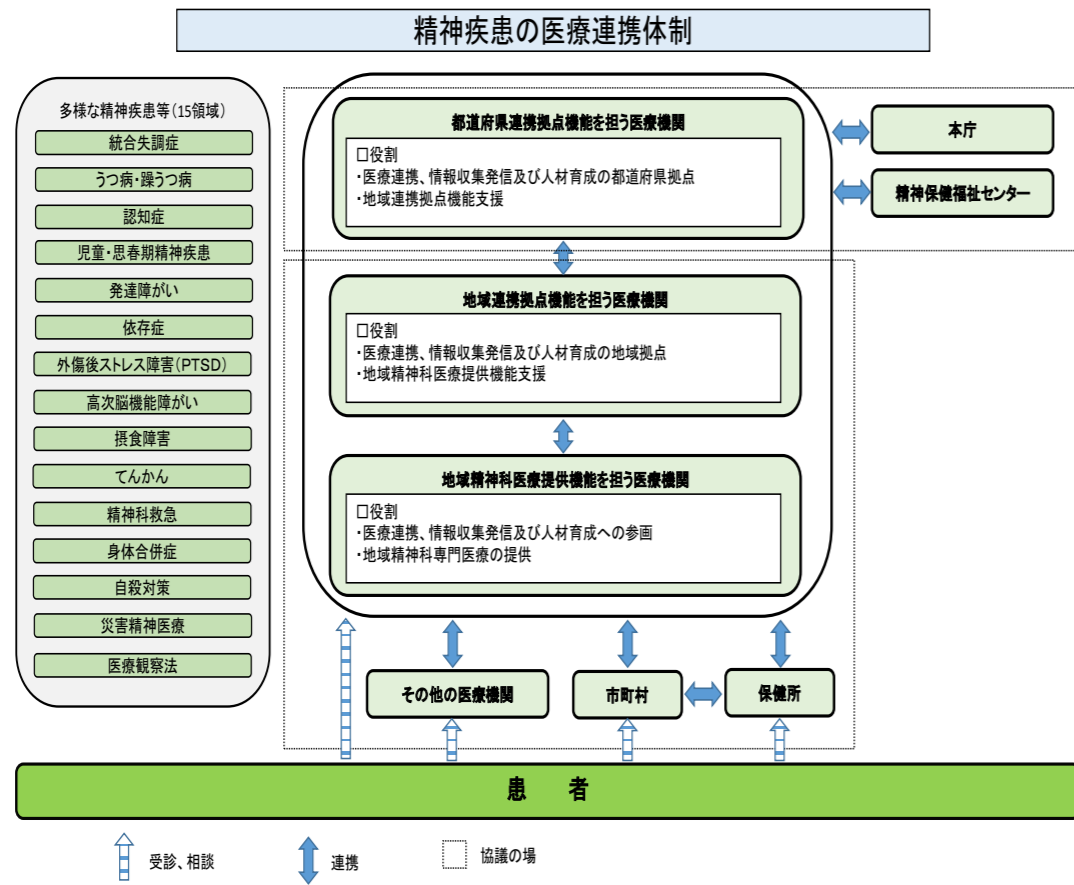 精神疾患の医療連携体制
多様な精神疾患等(15領域)
統合失調症
うつ病・躁うつ病
認知症
児童・思春期精神疾患
発達障がい
依存症
外傷後ストレス障害(PTSD)
高次脳機能障がい
摂食障害
てんかん
精神科救急
身体合併症
自殺対策
災害精神医療
医療観察法
都道府県連携拠点機能を担う医療機関
□役割
・医療連携、情報収集発信及び人材育成の都道府県拠点
・地域連携拠点機能支援
本庁
精神保健福祉センター
地域連携拠点機能を担う医療機関
□役割
・医療連携、情報収集発信及び人材育成の地域拠点
・地域精神科医療提供機能支援
地域精神科医療提供機能を担う医療機関
□役割
・医療連携、情報収集発信及び人材育成への参画
・地域精神科専門医療の提供
その他の医療機関
市町村
保健所
患 者
受診、相談
連携
協議の場